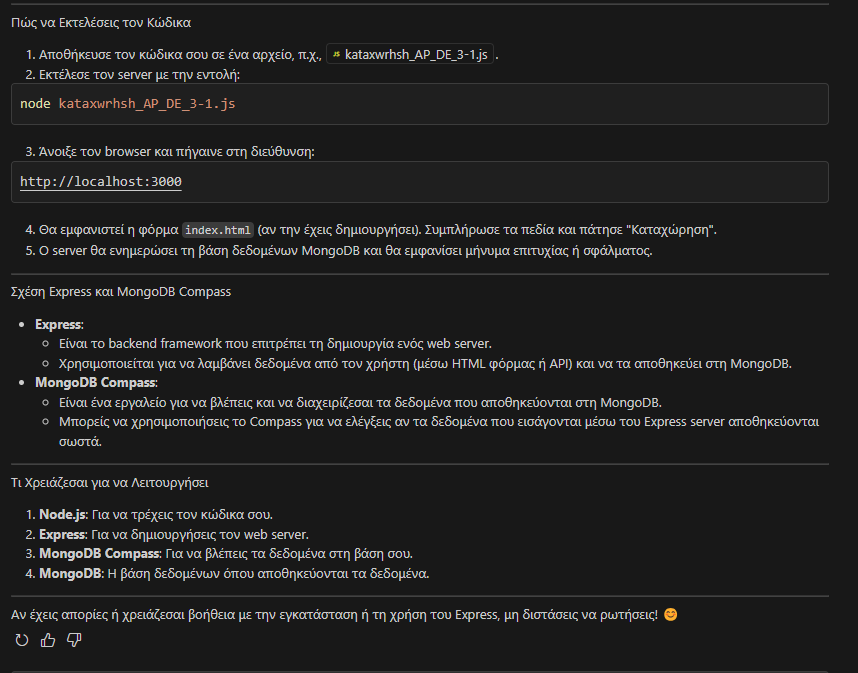 Πώς να Εκτελέσεις τον Κώδικα
1. Αποθήκευσε τον κώδικα σου σε ένα αρχείο, π.χ., JS kataxwrhsh_AP_DE_3-1.js .
2. Εκτέλεσε τον server με την εντολή:
node kataxwrhsh_AP_DE_3-1.js
3. Άνοιξε τον browser και πήγαινε στη διεύθυνση:
http://localhost:3000
4. Θα εμφανιστεί η φόρμα index.html (αν την έχεις δημιουργήσει). Συμπλήρωσε τα πεδία και πάτησε "Καταχώρηση".
5. Ο server θα ενημερώσει τη βάση δεδομένων MongoDB και θα εμφανίσει μήνυμα επιτυχίας ή σφάλματος.
Σχέση Express και MongoDB Compass
• Express:
○ Είναι το backend framework που επιτρέπει τη δημιουργία ενός web server.
○ Χρησιμοποιείται για να λαμβάνει δεδομένα από τον χρήστη (μέσω HTML φόρμας ή API) και να τα αποθηκεύει στη MongoDB.
• MongoDB Compass:
○ Είναι ένα εργαλείο για να βλέπεις και να διαχειρίζεσαι τα δεδομένα που αποθηκεύονται στη MongoDB.
○ Μπορείς να χρησιμοποιήσεις το Compass για να ελέγξεις αν τα δεδομένα που εισάγονται μέσω του Express server αποθηκεύονται
σωστά.
Τι Χρειάζεσαι για να Λειτουργήσει
1. Node.js: Για να τρέχεις τον κώδικα σου.
2. Express: Για να δημιουργήσεις τον web server.
3. MongoDB Compass: Για να βλέπεις τα δεδομένα στη βάση σου.
4. MongoDB: Η βάση δεδομένων όπου αποθηκεύονται τα δεδομένα.
Αν έχεις απορίες ή χρειάζεσαι βοήθεια με την εγκατάσταση ή τη χρήση του Express, μη διστάσεις να ρωτήσεις! 😊